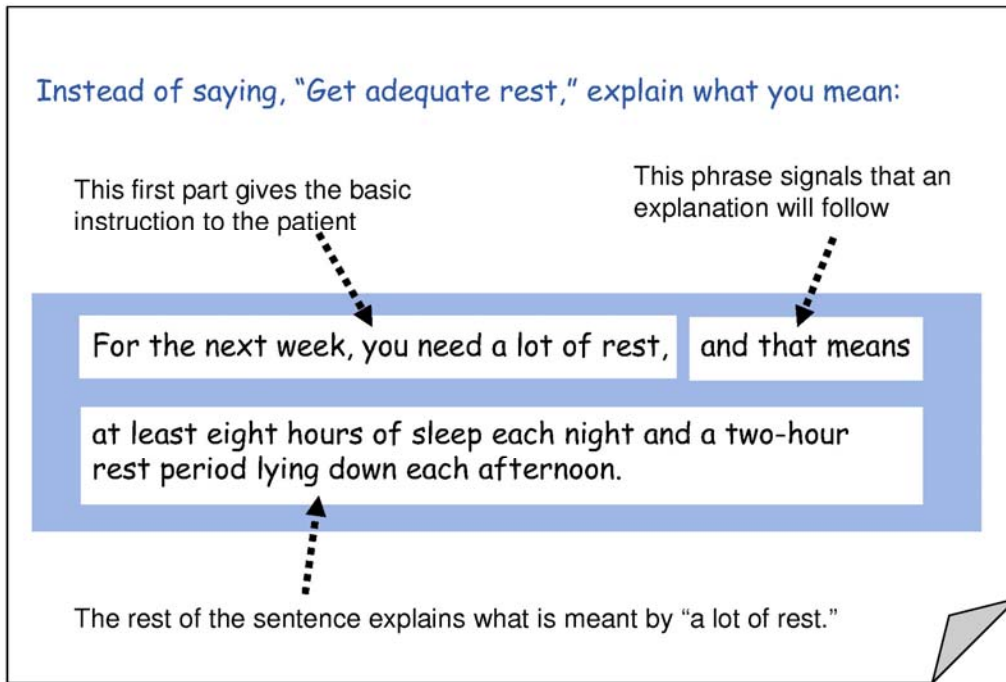 Instead of saying, “Get adequate rest,” explain what you mean:
This first part gives the basic
instruction to the patient
This phrase signals that an
explanation will follow
For the next week, you need a lot of rest,
and that means
at least eight hours of sleep each night and a two-hour
rest period lying down each afternoon.
The rest of the sentence explains what is meant by “a lot of rest.”